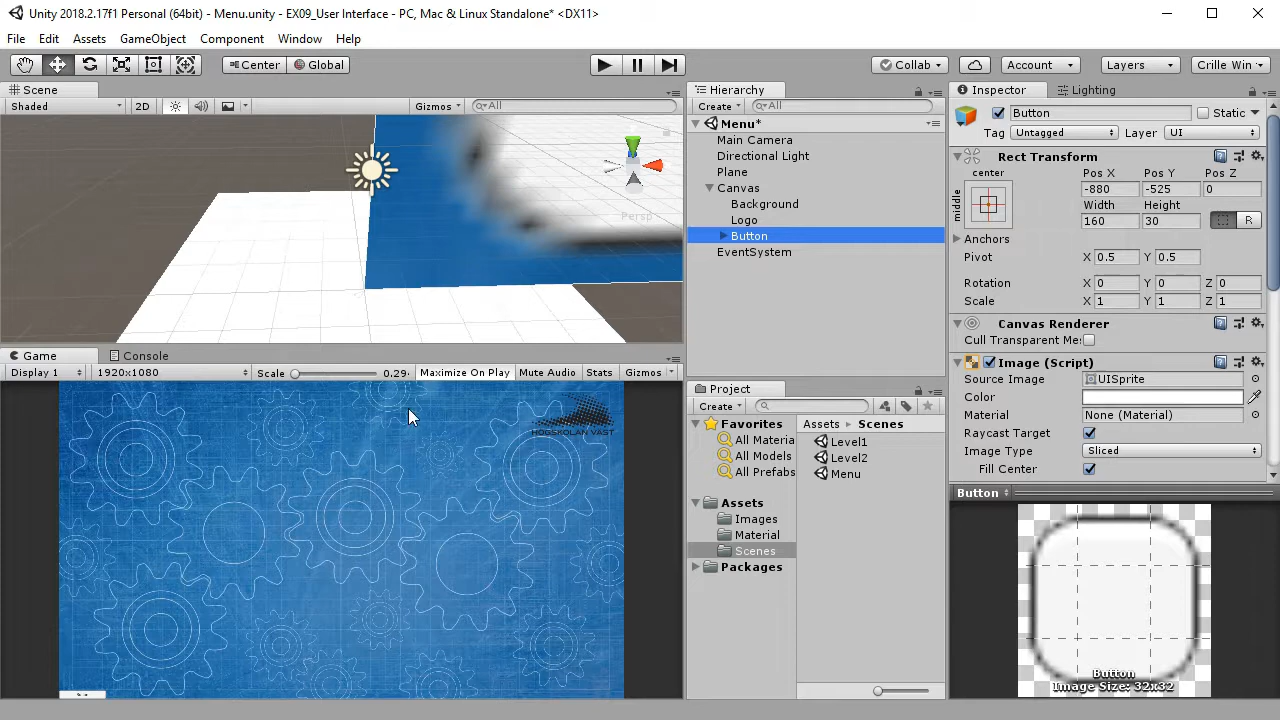 Unity 2018.2.17f1 Personal (64bit) - Menu.unity - EX09_User Interface - PC, Mac & Linux Standalone* <DX11>
File Edit Assets GameObject Component Window Help
Center Global Collab Account Layers Crille Win
Scene
Shaded 2D Gizmos All
Persp
Game Console
Display 1 1920x1080 Scale 0.29 Maximize On Play Mute Audio Stats Gizmos
HÖGSKOLAN VÄST
Hierarchy
Create All
Menu*
Main Camera
Directional Light
Plane
Canvas
Background
Logo
Button
EventSystem
Project
Create
Favorites
All Materia
All Models
All Prefabs
Assets
Images
Material
Scenes
Packages
Assets Scenes
Level1
Level2
Menu
Inspector Lighting
Button Static
Tag Untagged Layer UI
Rect Transform
center
middle
Pos X Pos Y Pos Z
-880 -525 0
Width Height
160 30 R
Anchors
Pivot X 0.5 Y 0.5
Rotation X 0 Y 0 Z 0
Scale X 1 Y 1 Z 1
Canvas Renderer
Cull Transparent Me
Image (Script)
Source Image UISprite
Color
Material None (Material)
Raycast Target
Image Type Sliced
Fill Center
Button
Button
Image Size: 32x32